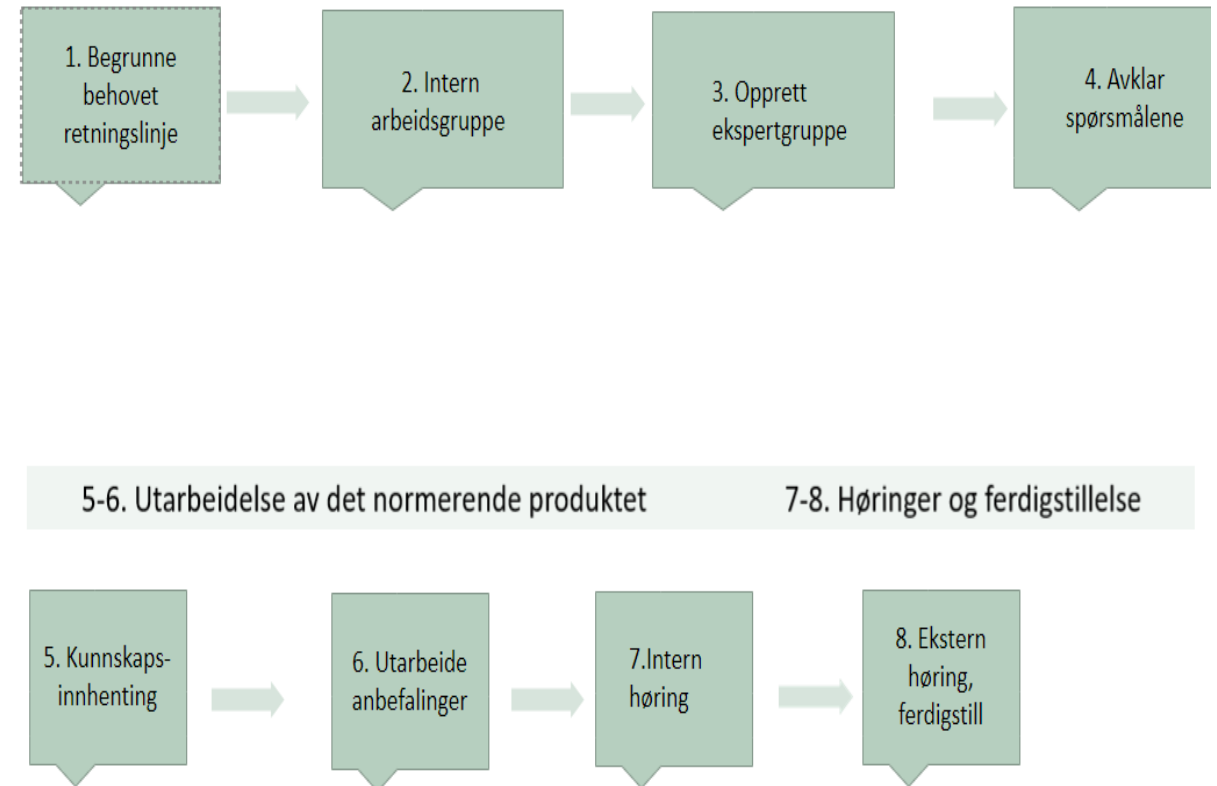 1. Begrunne
behovet
retningslinje
2. Intern
arbeidsgruppe
3. Opprett
ekspertgruppe
4. Avklar
spørsmålene
5-6. Utarbeidelse av det normerende produktet
7-8. Høringer og ferdigstillelse
5. Kunnskaps-
innhenting
6. Utarbeide
anbefalinger
7.Intern
høring
8. Ekstern
høring,
ferdigstill